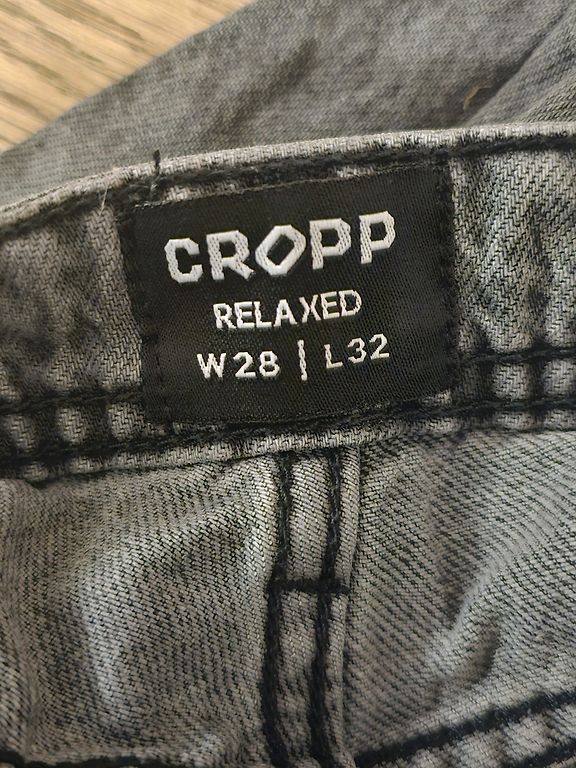 CROPP
RELAXED
W28 | L32